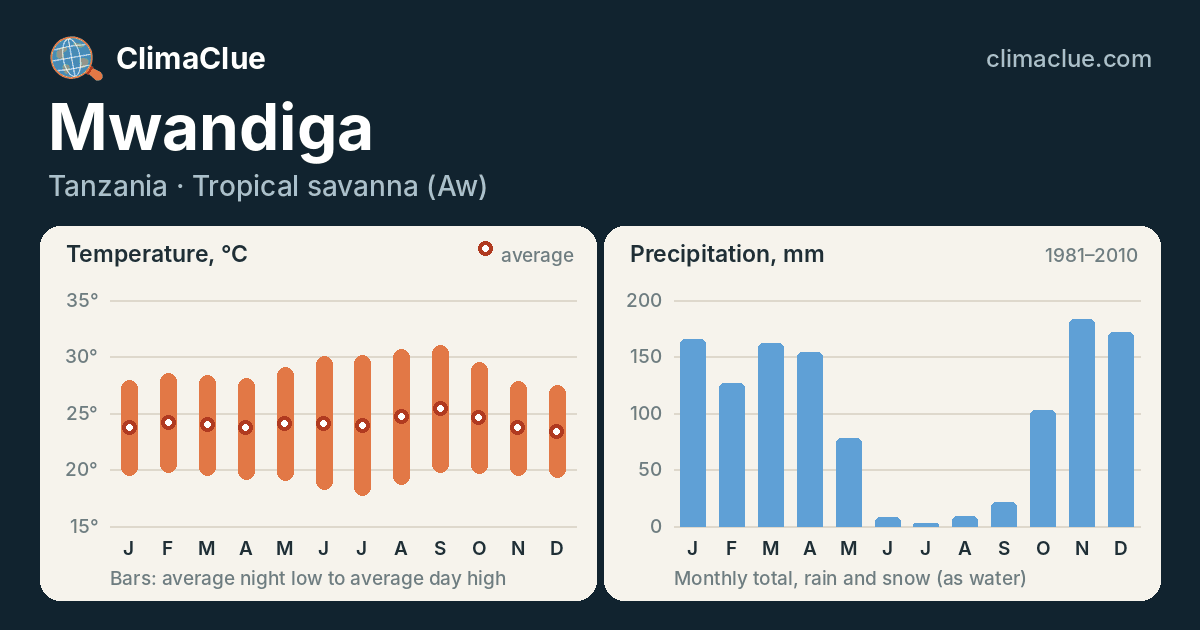 ClimaClue
climaclue.com
Mwandiga
Tanzania · Tropical savanna (Aw)
Temperature, °C
average
35°
30°
25°
20°
15°
J F M A M J J A S O N D
Bars: average night low to average day high
Precipitation, mm
1981–2010
200
150
100
50
0
J F M A M J J A S O N D
Monthly total, rain and snow (as water)